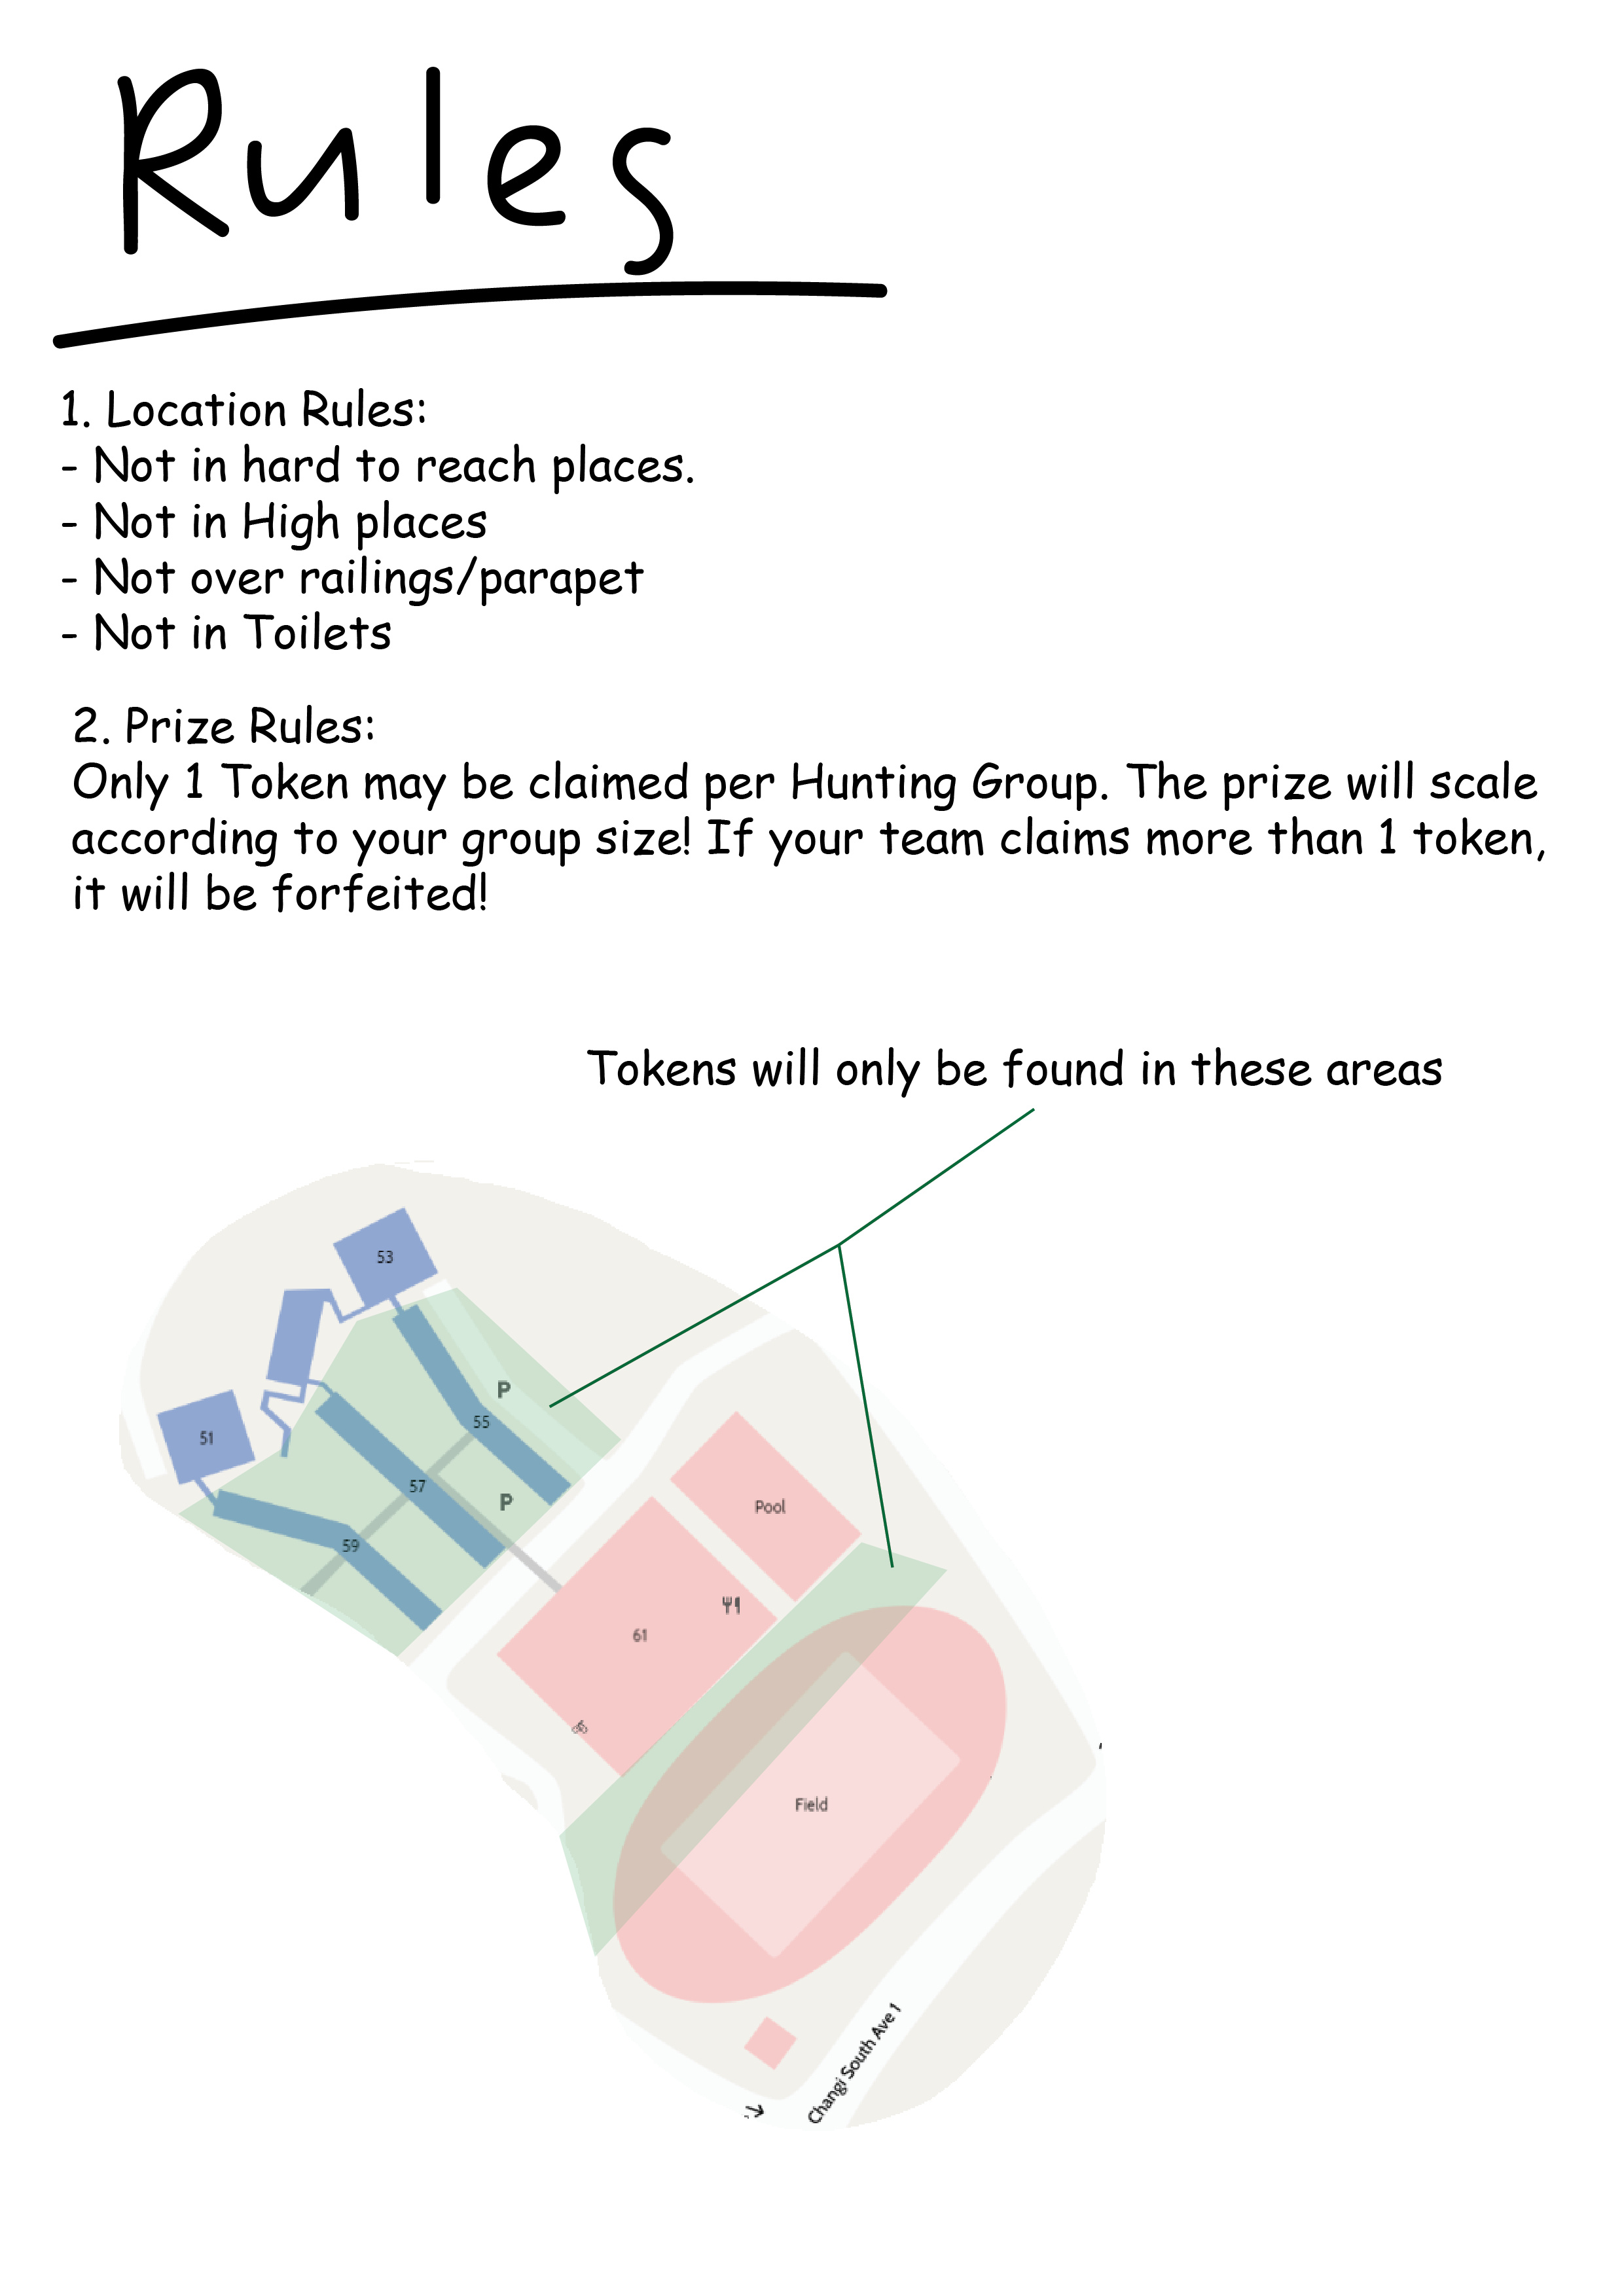 Rules
1. Location Rules:
- Not in hard to reach places.
- Not in High places
- Not over railings/parapet
- Not in Toilets
2. Prize Rules:
Only 1 Token may be claimed per Hunting Group. The prize will scale
according to your group size! If your team claims more than 1 token,
it will be forfeited!
Tokens will only be found in these areas
53
P
55
51
57
P
Pool
59
61
Field
Changi South Ave 1